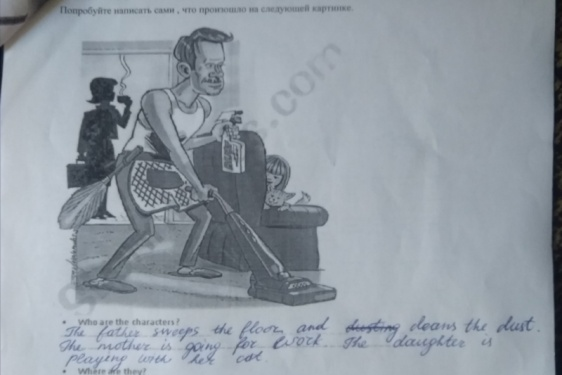 Попробуйте написать сами , что произошло на следующей картинке.
s.com
• Who are the characters?
The father sweeps the floor and dusting cleans the dust.
The mother is going for work. The daughter is
playing with her cat.
• Where are they?